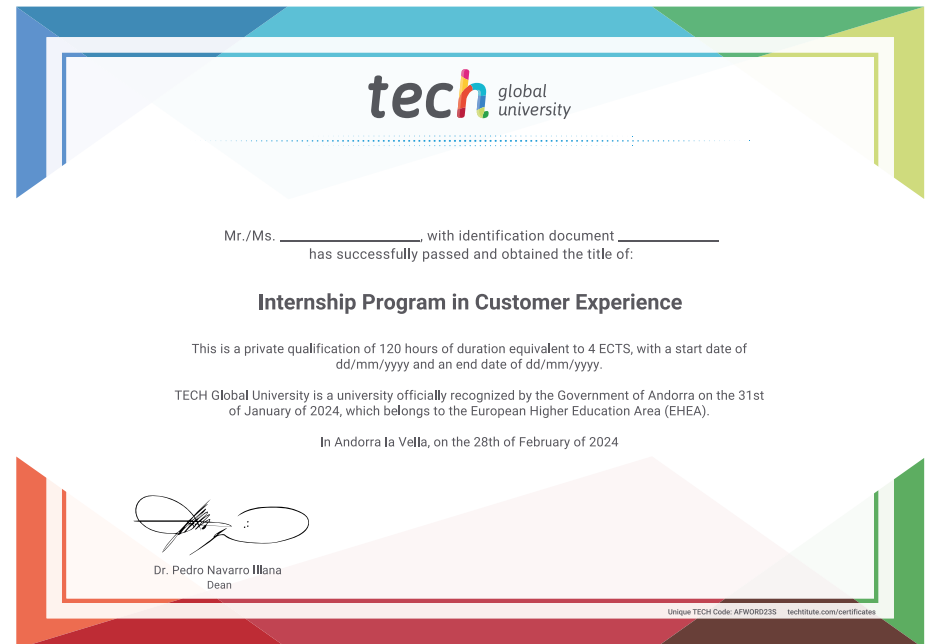 tech global university
Mr./Ms. ____________, with identification document ____________
has successfully passed and obtained the title of:
Internship Program in Customer Experience
This is a private qualification of 120 hours of duration equivalent to 4 ECTS, with a start date of
dd/mm/yyyy and an end date of dd/mm/yyyy.
TECH Global University is a university officially recognized by the Government of Andorra on the 31st
of January of 2024, which belongs to the European Higher Education Area (EHEA).
In Andorra la Vella, on the 28th of February of 2024
Dr. Pedro Navarro Illana
Dean
Unique TECH Code: AFWORD23S techtitute.com/certificates